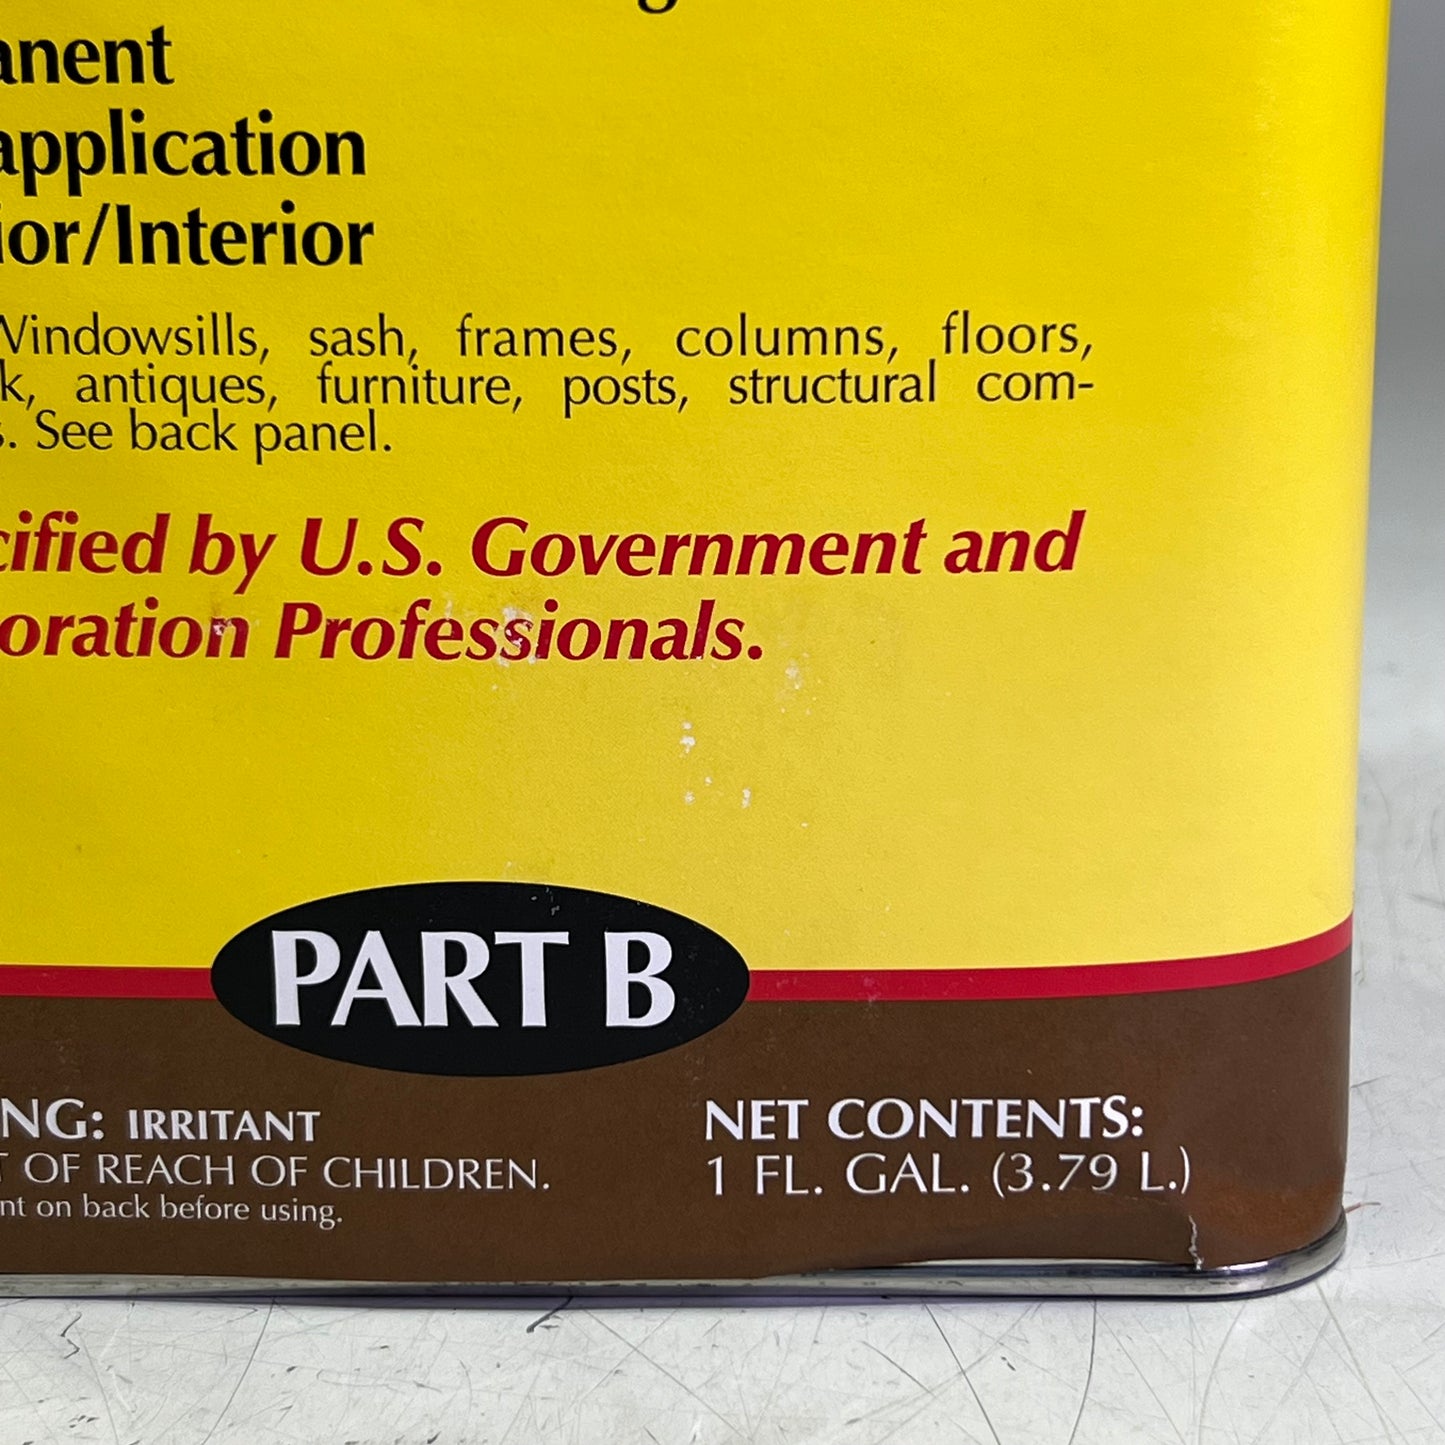 anent
application
ior/Interior
Windowsills, sash, frames, columns, floors,
k, antiques, furniture, posts, structural com-
s. See back panel.
cified by U.S. Government and
oration Professionals.
PART B
NG: IRRITANT
T OF REACH OF CHILDREN.
nt on back before using.
NET CONTENTS:
1 FL. GAL. (3.79 L.)